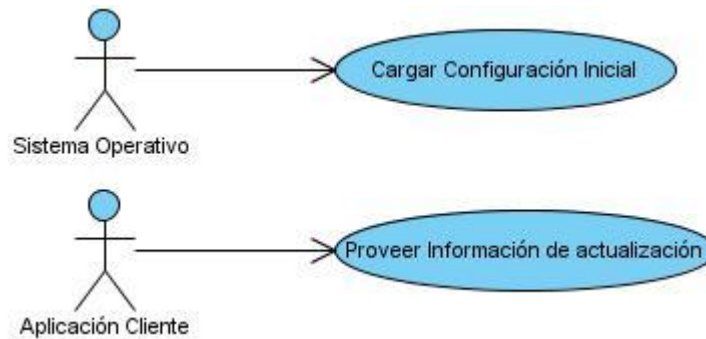 Cargar Configuración Inicial
Sistema Operativo
Proveer Información de actualización
Aplicación Cliente